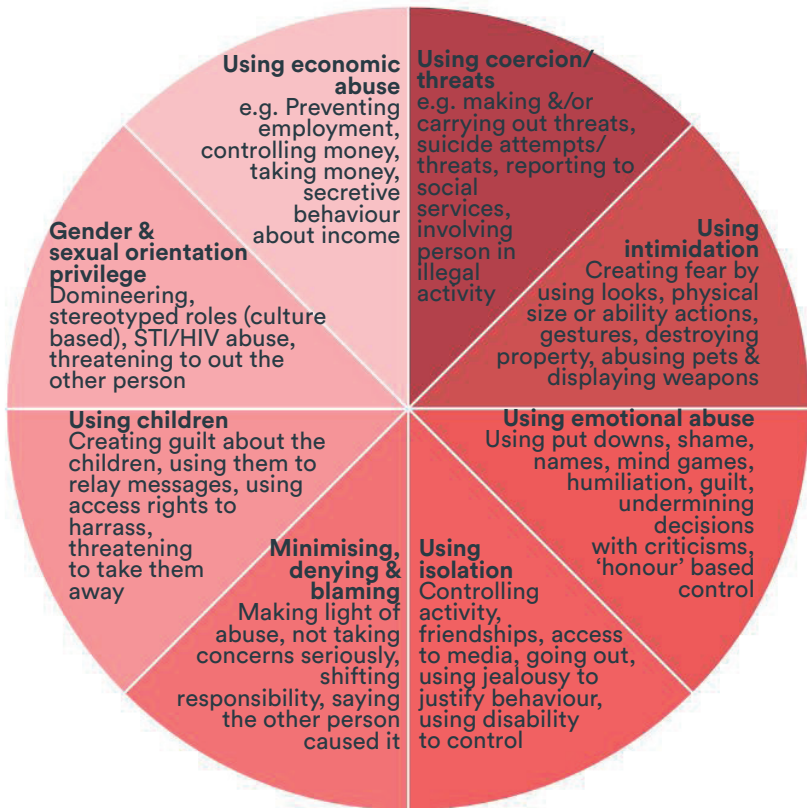 Using economic
abuse
e.g. Preventing
employment,
controlling money,
taking money,
secretive
behaviour
about income
Using coercion/
threats
e.g. making &/or
carrying out threats,
suicide attempts/
threats, reporting to
social
services,
involving
person in
illegal
activity
Using
intimidation
Creating fear by
using looks, physical
size or ability actions,
gestures, destroying
property, abusing pets &
displaying weapons
Using emotional abuse
Using put downs, shame,
names, mind games,
humiliation, guilt,
undermining
decisions
with criticisms,
‘honour’ based
control
Using
isolation
Controlling
activity,
friendships, access
to media, going out,
using jealousy to
justify behaviour,
using disability
to control
Minimising,
denying &
blaming
Making light of
abuse, not taking
concerns seriously,
shifting
responsibility, saying
the other person
caused it
Using children
Creating guilt about the
children, using them to
relay messages, using
access rights to
harrass,
threatening
to take them
away
Gender &
sexual orientation
privilege
Domineering,
stereotyped roles (culture
based), STI/HIV abuse,
threatening to out the
other person